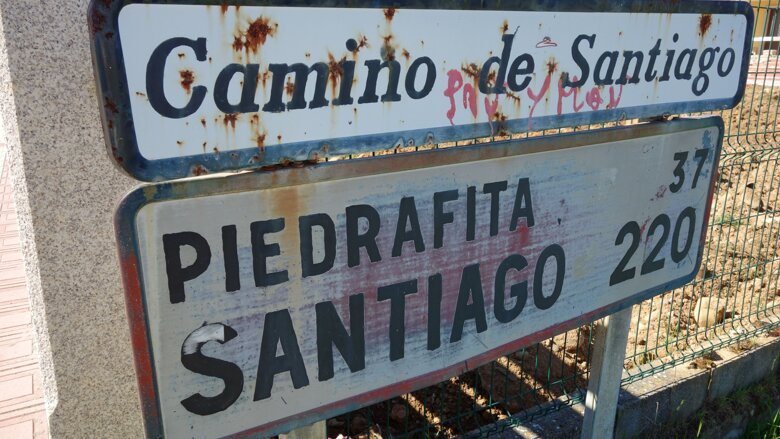 Camino de Santiago
PIEDRAFITA 37
SANTIAGO 220